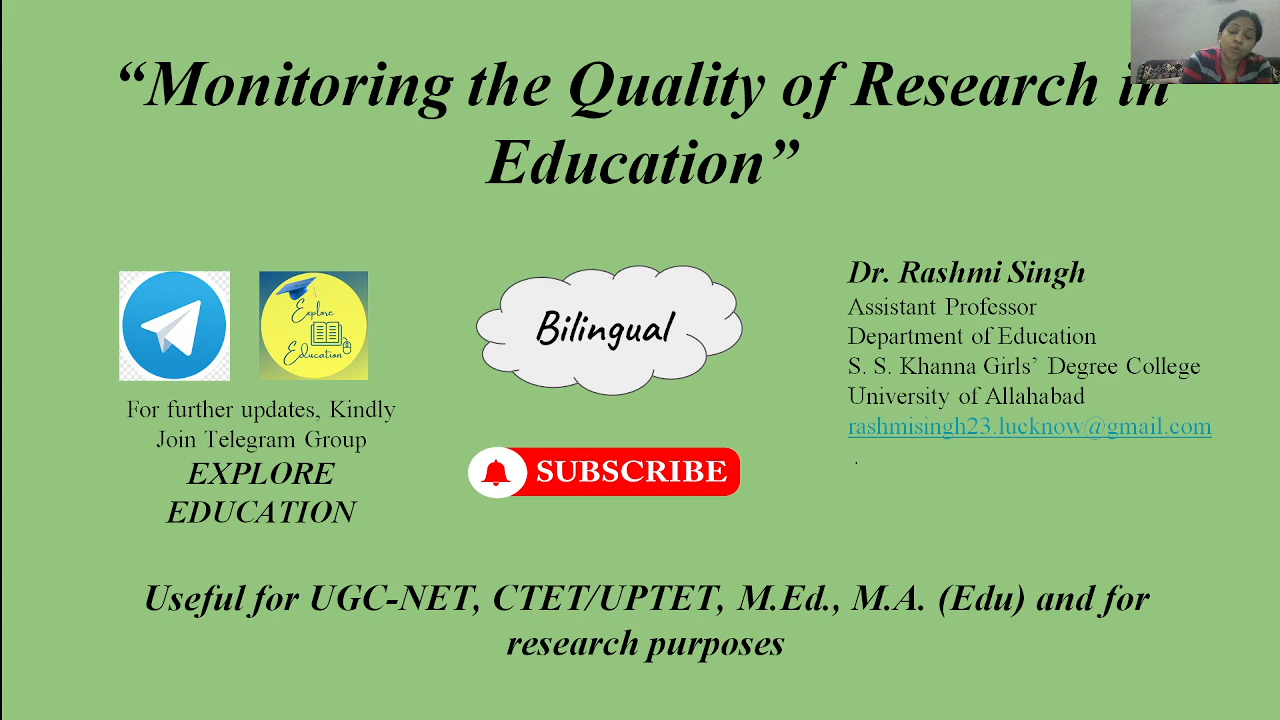 “Monitoring the Quality of Research in
Education”
Explore
Education
For further updates, Kindly
Join Telegram Group
EXPLORE
EDUCATION
Bilingual
SUBSCRIBE
Dr. Rashmi Singh
Assistant Professor
Department of Education
S. S. Khanna Girls’ Degree College
University of Allahabad
rashmisingh23.lucknow@gmail.com
.
Useful for UGC-NET, CTET/UPTET, M.Ed., M.A. (Edu) and for
research purposes